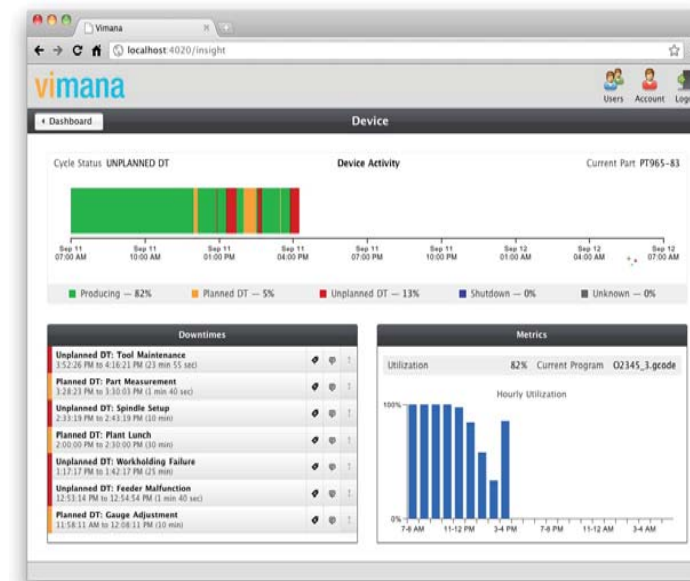 Vimana
localhost:4020/insight
vimana
Users Account
Dashboard
Device
Cycle Status UNPLANNED DT
Device Activity
Current Part PT965-83
Sep 11 Sep 11 Sep 11 Sep 11 Sep 11 Sep 11 Sep 12 Sep 12 Sep 12
07:00 AM 10:00 AM 01:00 PM 04:00 PM 07:00 PM 10:00 PM 01:00 AM 04:00 AM 07:00 AM
Producing — 82% Planned DT — 5% Unplanned DT — 13% Shutdown — 0% Unknown — 0%
Downtimes
Unplanned DT: Tool Maintenance
3:52:26 PM to 4:16:21 PM (23 min 55 sec)
Planned DT: Part Measurement
3:28:23 PM to 3:30:03 PM (1 min 40 sec)
Unplanned DT: Spindle Setup
2:33:19 PM to 2:43:19 PM (10 min)
Planned DT: Plant Lunch
2:00:00 PM to 2:30:00 PM (30 min)
Unplanned DT: Workholding Failure
1:17:17 PM to 1:42:17 PM (25 min)
Unplanned DT: Feeder Malfunction
12:53:14 PM to 12:54:54 PM (1 min 40 sec)
Planned DT: Gauge Adjustment
11:58:11 AM to 12:08:11 PM (10 min)
Metrics
Utilization 82% Current Program O2345_3.gcode
Hourly Utilization
100%
0%
7-8 AM 11-12 PM 3-4 PM 7-8 PM 11-12 AM 3-4 AM